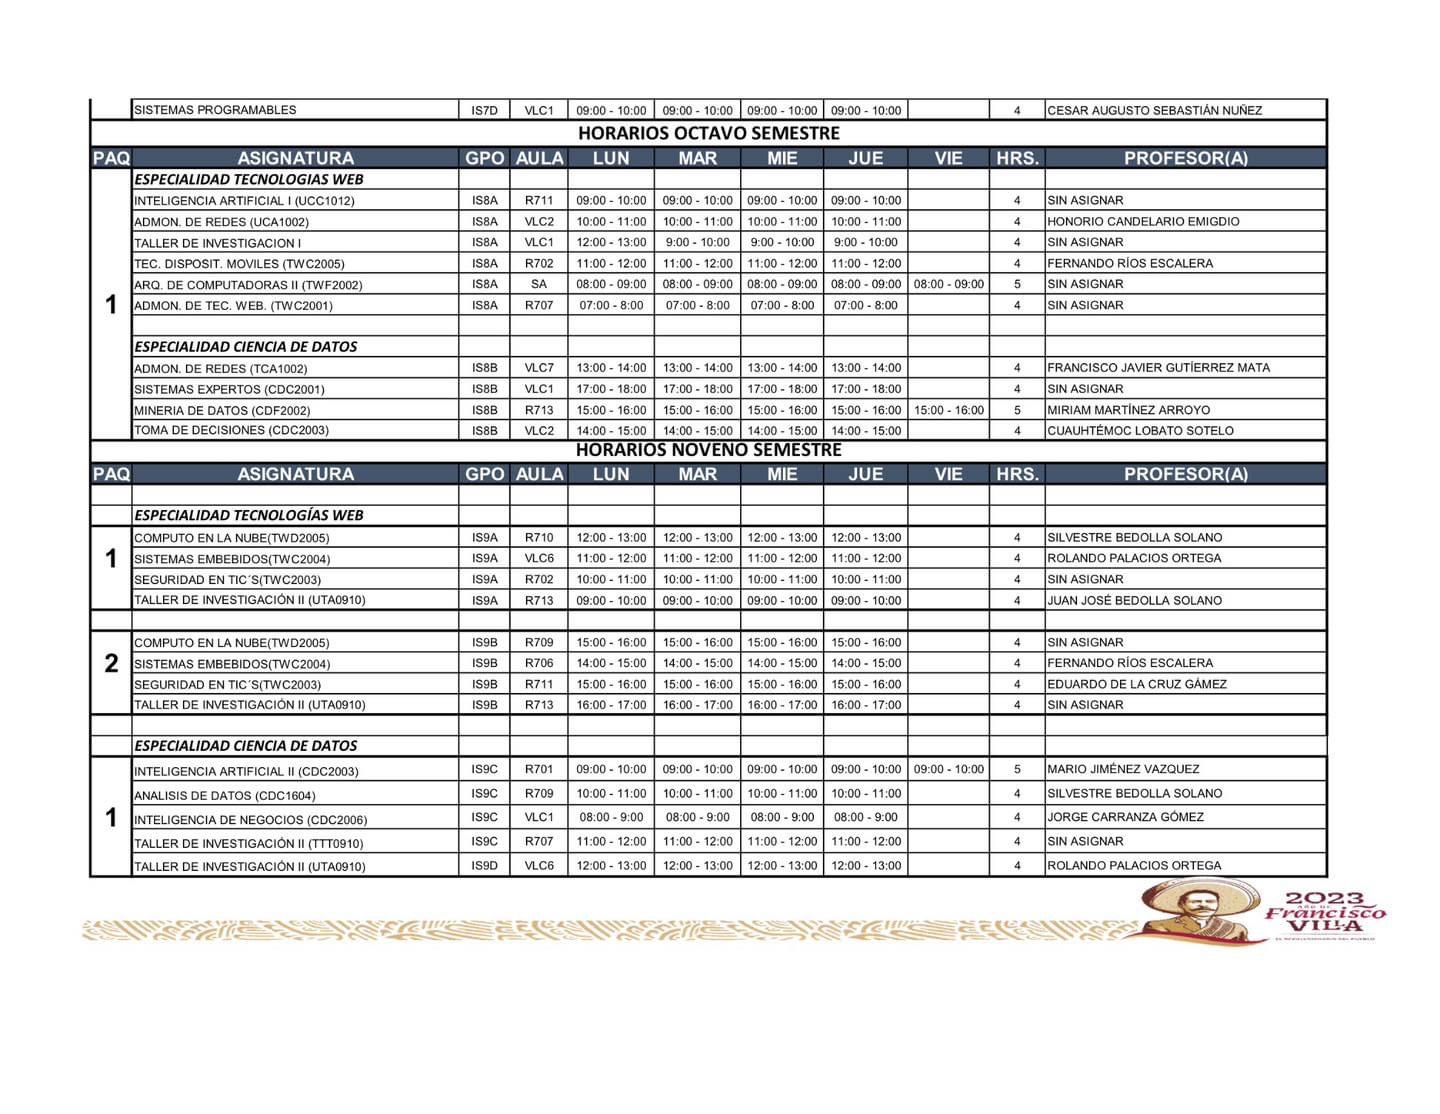 SISTEMAS PROGRAMABLES IS7D VLC1 09:00 - 10:00 09:00 - 10:00 09:00 - 10:00 09:00 - 10:00 4 CESAR AUGUSTO SEBASTIÁN NUÑEZ
HORARIOS OCTAVO SEMESTRE
PAQ ASIGNATURA GPO AULA LUN MAR MIE JUE VIE HRS. PROFESOR(A)
ESPECIALIDAD TECNOLOGIAS WEB
INTELIGENCIA ARTIFICIAL I (UCC1012) IS8A R711 09:00 - 10:00 09:00 - 10:00 09:00 - 10:00 09:00 - 10:00 4 SIN ASIGNAR
ADMON. DE REDES (UCA1002) IS8A VLC2 10:00 - 11:00 10:00 - 11:00 10:00 - 11:00 10:00 - 11:00 4 HONORIO CANDELARIO EMIGDIO
TALLER DE INVESTIGACION I IS8A VLC1 12:00 - 13:00 9:00 - 10:00 9:00 - 10:00 9:00 - 10:00 4 SIN ASIGNAR
TEC. DISPOSIT. MOVILES (TWC2005) IS8A R702 11:00 - 12:00 11:00 - 12:00 11:00 - 12:00 11:00 - 12:00 4 FERNANDO RÍOS ESCALERA
ARQ. DE COMPUTADORAS II (TWF2002) IS8A SA 08:00 - 09:00 08:00 - 09:00 08:00 - 09:00 08:00 - 09:00 08:00 - 09:00 5 SIN ASIGNAR
1 ADMON. DE TEC. WEB. (TWC2001) IS8A R707 07:00 - 8:00 07:00 - 8:00 07:00 - 8:00 07:00 - 8:00 4 SIN ASIGNAR
ESPECIALIDAD CIENCIA DE DATOS
ADMON. DE REDES (TCA1002) IS8B VLC7 13:00 - 14:00 13:00 - 14:00 13:00 - 14:00 13:00 - 14:00 4 FRANCISCO JAVIER GUTÍERREZ MATA
SISTEMAS EXPERTOS (CDC2001) IS8B VLC1 17:00 - 18:00 17:00 - 18:00 17:00 - 18:00 17:00 - 18:00 4 SIN ASIGNAR
MINERIA DE DATOS (CDF2002) IS8B R713 15:00 - 16:00 15:00 - 16:00 15:00 - 16:00 15:00 - 16:00 15:00 - 16:00 5 MIRIAM MARTÍNEZ ARROYO
TOMA DE DECISIONES (CDC2003) IS8B VLC2 14:00 - 15:00 14:00 - 15:00 14:00 - 15:00 14:00 - 15:00 4 CUAUHTÉMOC LOBATO SOTELO
HORARIOS NOVENO SEMESTRE
PAQ ASIGNATURA GPO AULA LUN MAR MIE JUE VIE HRS. PROFESOR(A)
ESPECIALIDAD TECNOLOGÍAS WEB
COMPUTO EN LA NUBE(TWD2005) IS9A R710 12:00 - 13:00 12:00 - 13:00 12:00 - 13:00 12:00 - 13:00 4 SILVESTRE BEDOLLA SOLANO
1 SISTEMAS EMBEBIDOS(TWC2004) IS9A VLC6 11:00 - 12:00 11:00 - 12:00 11:00 - 12:00 11:00 - 12:00 4 ROLANDO PALACIOS ORTEGA
SEGURIDAD EN TIC´S(TWC2003) IS9A R702 10:00 - 11:00 10:00 - 11:00 10:00 - 11:00 10:00 - 11:00 4 SIN ASIGNAR
TALLER DE INVESTIGACIÓN II (UTA0910) IS9A R713 09:00 - 10:00 09:00 - 10:00 09:00 - 10:00 09:00 - 10:00 4 JUAN JOSÉ BEDOLLA SOLANO
COMPUTO EN LA NUBE(TWD2005) IS9B R709 15:00 - 16:00 15:00 - 16:00 15:00 - 16:00 15:00 - 16:00 4 SIN ASIGNAR
2 SISTEMAS EMBEBIDOS(TWC2004) IS9B R706 14:00 - 15:00 14:00 - 15:00 14:00 - 15:00 14:00 - 15:00 4 FERNANDO RÍOS ESCALERA
SEGURIDAD EN TIC´S(TWC2003) IS9B R711 15:00 - 16:00 15:00 - 16:00 15:00 - 16:00 15:00 - 16:00 4 EDUARDO DE LA CRUZ GÁMEZ
TALLER DE INVESTIGACIÓN II (UTA0910) IS9B R713 16:00 - 17:00 16:00 - 17:00 16:00 - 17:00 16:00 - 17:00 4 SIN ASIGNAR
ESPECIALIDAD CIENCIA DE DATOS
INTELIGENCIA ARTIFICIAL II (CDC2003) IS9C R701 09:00 - 10:00 09:00 - 10:00 09:00 - 10:00 09:00 - 10:00 09:00 - 10:00 5 MARIO JIMÉNEZ VAZQUEZ
ANALISIS DE DATOS (CDC1604) IS9C R709 10:00 - 11:00 10:00 - 11:00 10:00 - 11:00 10:00 - 11:00 4 SILVESTRE BEDOLLA SOLANO
1 INTELIGENCIA DE NEGOCIOS (CDC2006) IS9C VLC1 08:00 - 9:00 08:00 - 9:00 08:00 - 9:00 08:00 - 9:00 4 JORGE CARRANZA GÓMEZ
TALLER DE INVESTIGACIÓN II (TTT0910) IS9C R707 11:00 - 12:00 11:00 - 12:00 11:00 - 12:00 11:00 - 12:00 4 SIN ASIGNAR
TALLER DE INVESTIGACIÓN II (UTA0910) IS9D VLC6 12:00 - 13:00 12:00 - 13:00 12:00 - 13:00 12:00 - 13:00 4 ROLANDO PALACIOS ORTEGA
2023
AÑO DE
Francisco
VILLA
EL REVOLUCIONARIO DEL PUEBLO